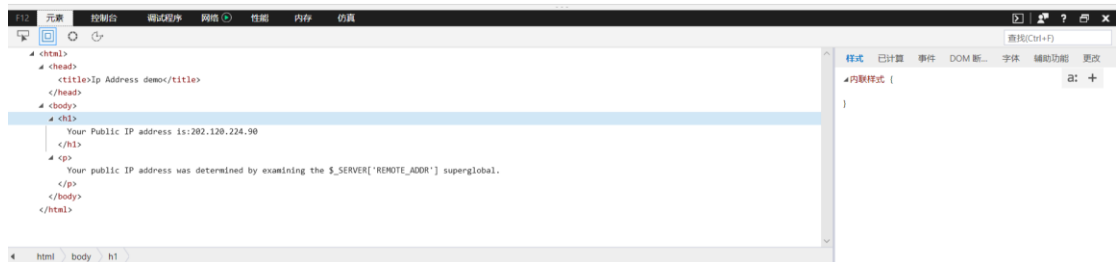 F12 元素 控制台 调试程序 网络 性能 内存 仿真 ?
查找(Ctrl+F)
<html>
<head>
<title>Ip Address demo</title>
</head>
<body>
<h1>
Your Public IP address is:202.120.224.90
</h1>
<p>
Your public IP address was determined by examining the $_SERVER['REMOTE_ADDR'] superglobal.
</p>
</body>
</html>
html body h1
样式 已计算 事件 DOM 断... 字体 辅助功能 更改
内联样式 { a: +
}